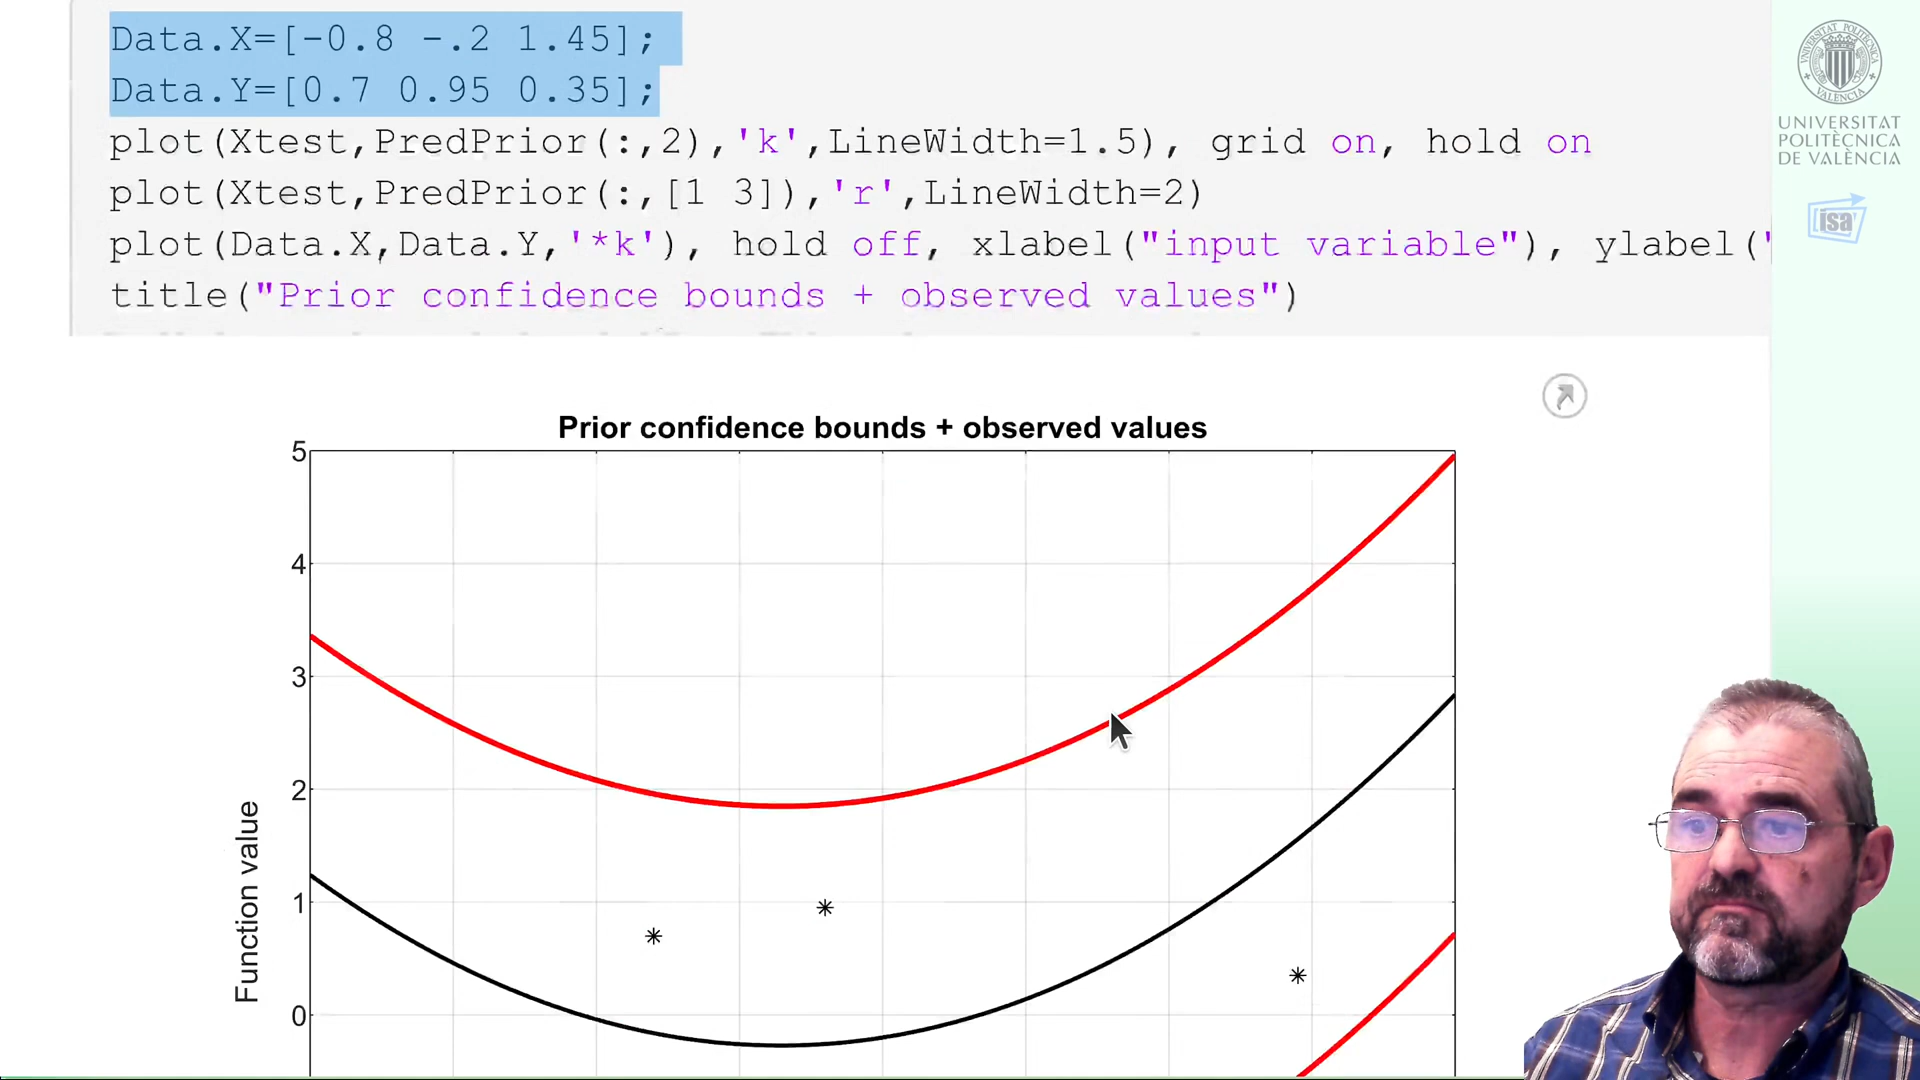 Data.X=[-0.8 -.2 1.45];
Data.Y=[0.7 0.95 0.35];
plot(Xtest,PredPrior(:,2),'k',LineWidth=1.5), grid on, hold on
plot(Xtest,PredPrior(:,[1 3]),'r',LineWidth=2)
plot(Data.X,Data.Y,'*k'), hold off, xlabel("input variable"), ylabel("
title("Prior confidence bounds + observed values")
UNIVERSITAT
POLITÈCNICA
DE VALÈNCIA
isa
Prior confidence bounds + observed values
5
4
3
2
1
0
Function value